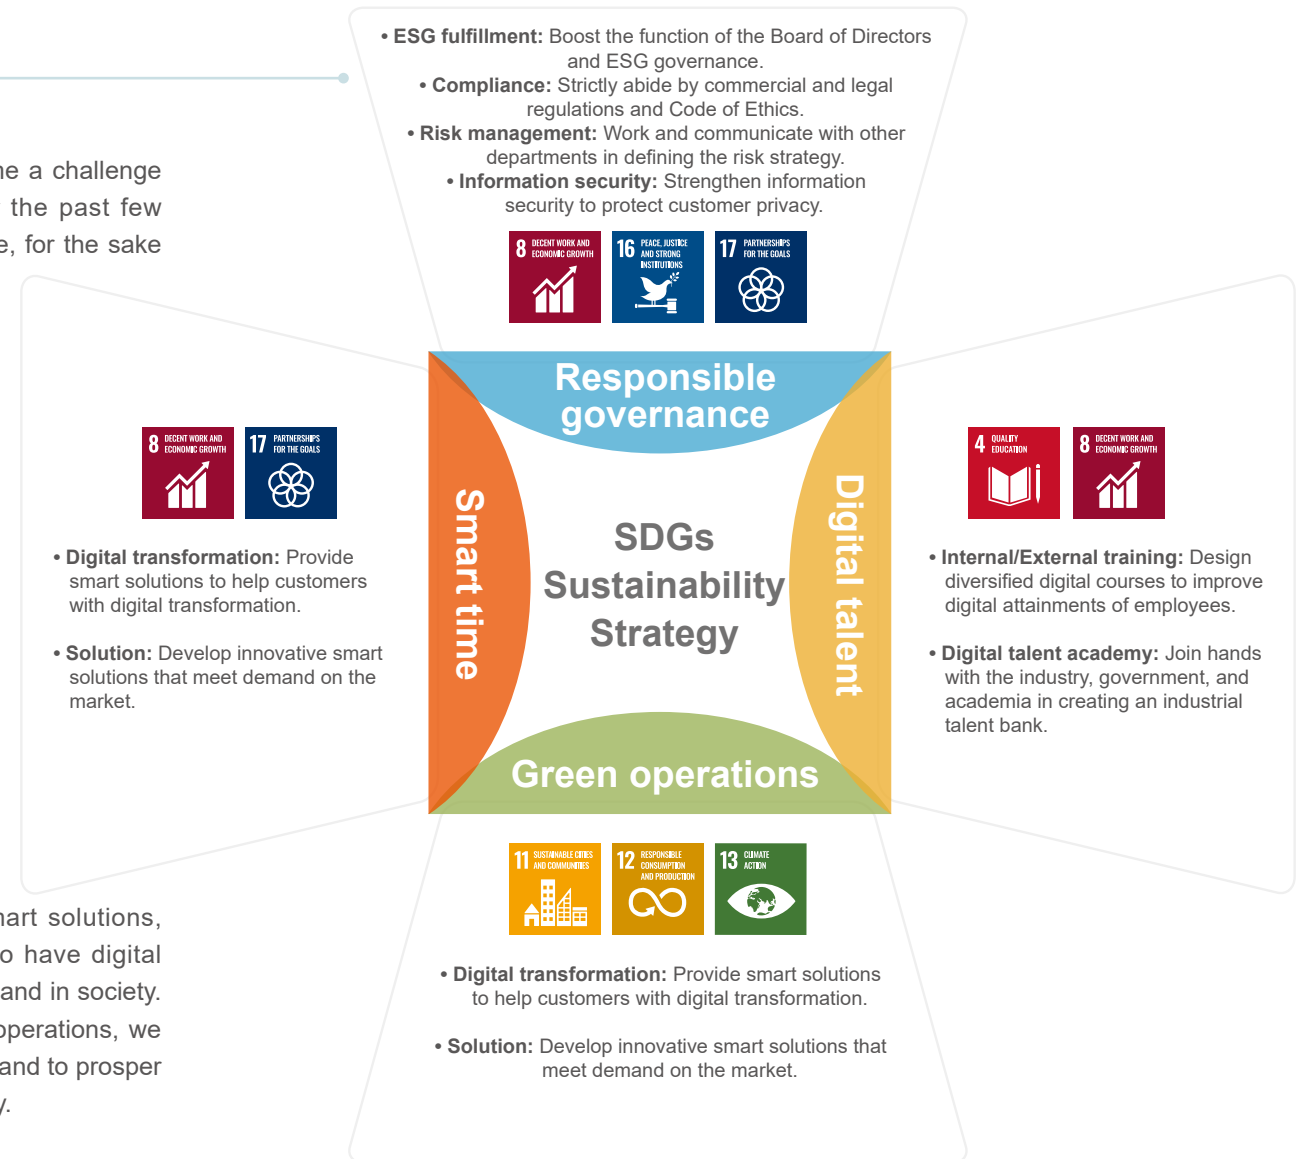 • ESG fulfillment: Boost the function of the Board of Directors
and ESG governance.
• Compliance: Strictly abide by commercial and legal
regulations and Code of Ethics.
• Risk management: Work and communicate with other
departments in defining the risk strategy.
• Information security: Strengthen information
security to protect customer privacy.
8 DECENT WORK AND
ECONOMIC GROWTH
16 PEACE, JUSTICE
AND STRONG
INSTITUTIONS
17 PARTNERSHIPS
FOR THE GOALS
a challenge
the past few
for the sake
Responsible
governance
8 DECENT WORK AND
ECONOMIC GROWTH
17 PARTNERSHIPS
FOR THE GOALS
• Digital transformation: Provide
smart solutions to help customers
with digital transformation.
• Solution: Develop innovative smart
solutions that meet demand on the
market.
Smart time
SDGs
Sustainability
Strategy
Digital talent
4 QUALITY
EDUCATION
8 DECENT WORK AND
ECONOMIC GROWTH
• Internal/External training: Design
diversified digital courses to improve
digital attainments of employees.
• Digital talent academy: Join hands
with the industry, government, and
academia in creating an industrial
talent bank.
Green operations
11 SUSTAINABLE CITIES
AND COMMUNITIES
12 RESPONSIBLE
CONSUMPTION
AND PRODUCTION
13 CLIMATE
ACTION
• Digital transformation: Provide smart solutions
to help customers with digital transformation.
• Solution: Develop innovative smart solutions that
meet demand on the market.
solutions,
have digital
and in society.
operations, we
and to prosper